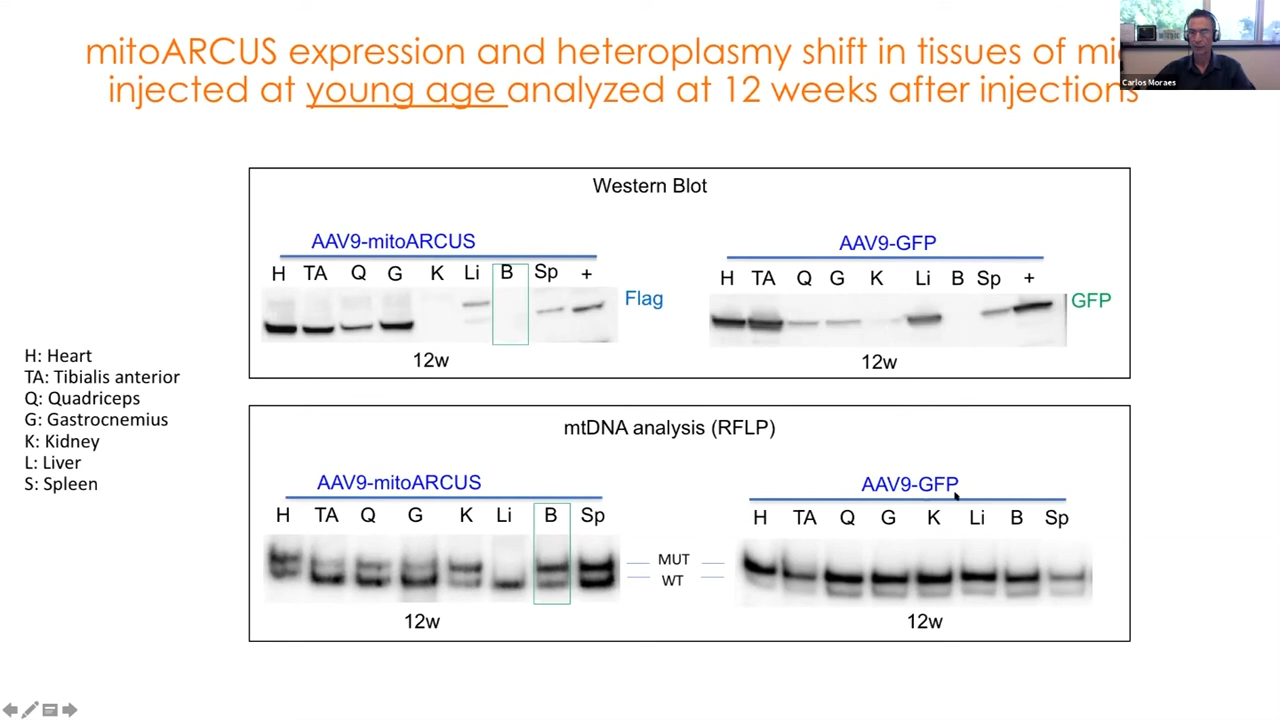 mitoARCUS expression and heteroplasmy shift in tissues of
injected at young age analyzed at 12 weeks after injections
Carlos Moraes
Western Blot
AAV9-mitoARCUS
H TA Q G K Li B Sp +
Flag
12w
AAV9-GFP
H TA Q G K Li B Sp +
GFP
12w
H: Heart
TA: Tibialis anterior
Q: Quadriceps
G: Gastrocnemius
K: Kidney
L: Liver
S: Spleen
mtDNA analysis (RFLP)
AAV9-mitoARCUS
H TA Q G K Li B Sp
12w
MUT
WT
AAV9-GFP
H TA Q G K Li B Sp
12w